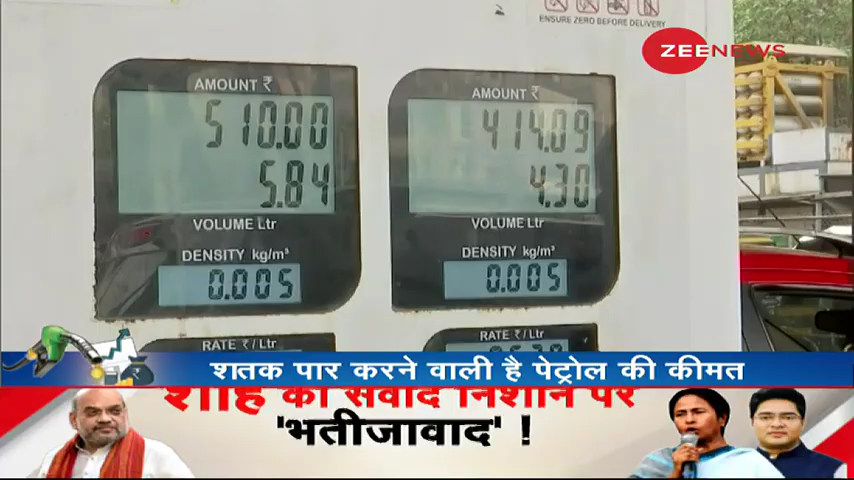 ENSURE ZERO BEFORE DELIVERY
ZEENEWS
AMOUNT ₹
510.00
5.84
VOLUME Ltr
DENSITY kg/m³
0.005
RATE ₹/Ltr
AMOUNT ₹
414.09
4.30
VOLUME Ltr
DENSITY kg/m³
0.005
RATE ₹/Ltr
शतक पार करने वाली है पेट्रोल की कीमत
शाह का संवाद निशाने पर
'भतीजावाद' !